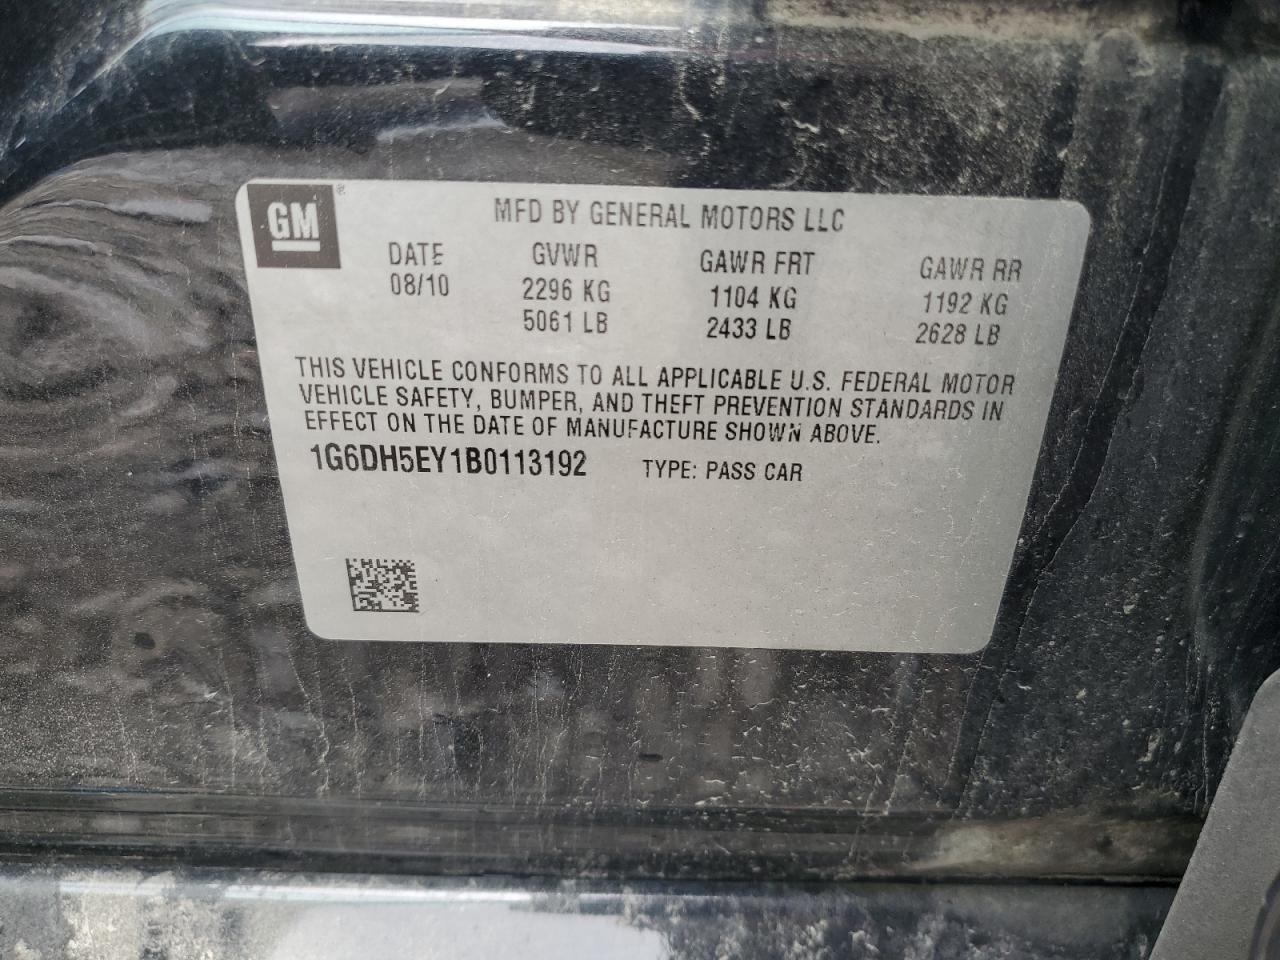 GM ®
MFD BY GENERAL MOTORS LLC
DATE GVWR GAWR FRT GAWR RR
08/10 2296 KG 1104 KG 1192 KG
5061 LB 2433 LB 2628 LB
THIS VEHICLE CONFORMS TO ALL APPLICABLE U.S. FEDERAL MOTOR
VEHICLE SAFETY, BUMPER, AND THEFT PREVENTION STANDARDS IN
EFFECT ON THE DATE OF MANUFACTURE SHOWN ABOVE.
1G6DH5EY1B0113192 TYPE: PASS CAR